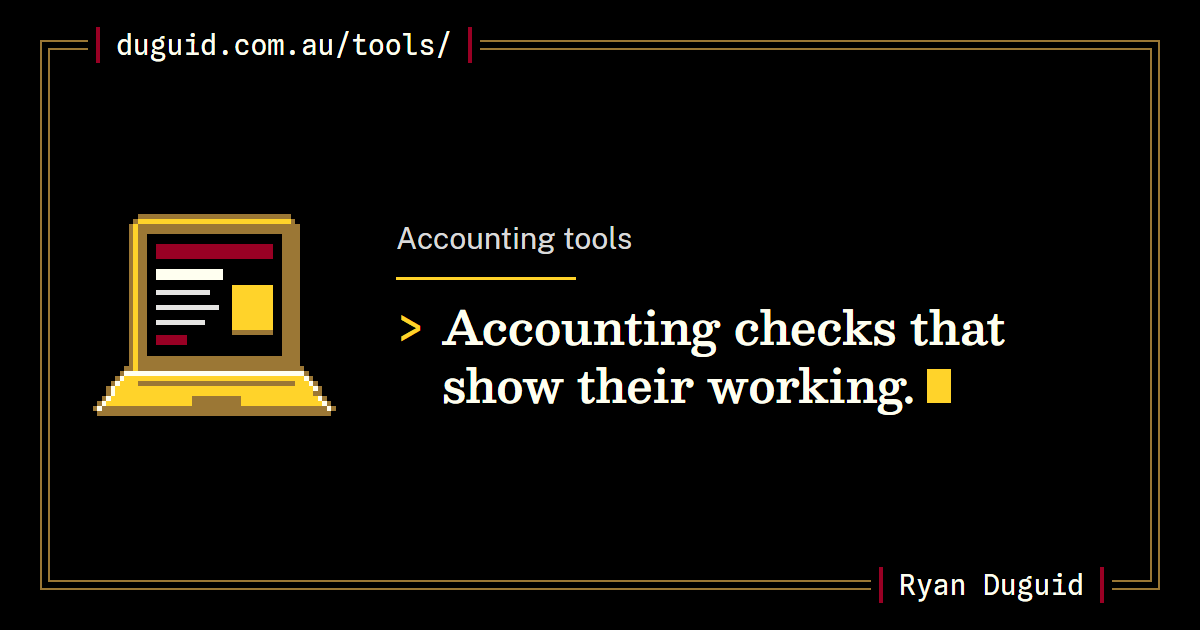 duguid.com.au/tools/
Accounting tools
> Accounting checks that
show their working.
Ryan Duguid